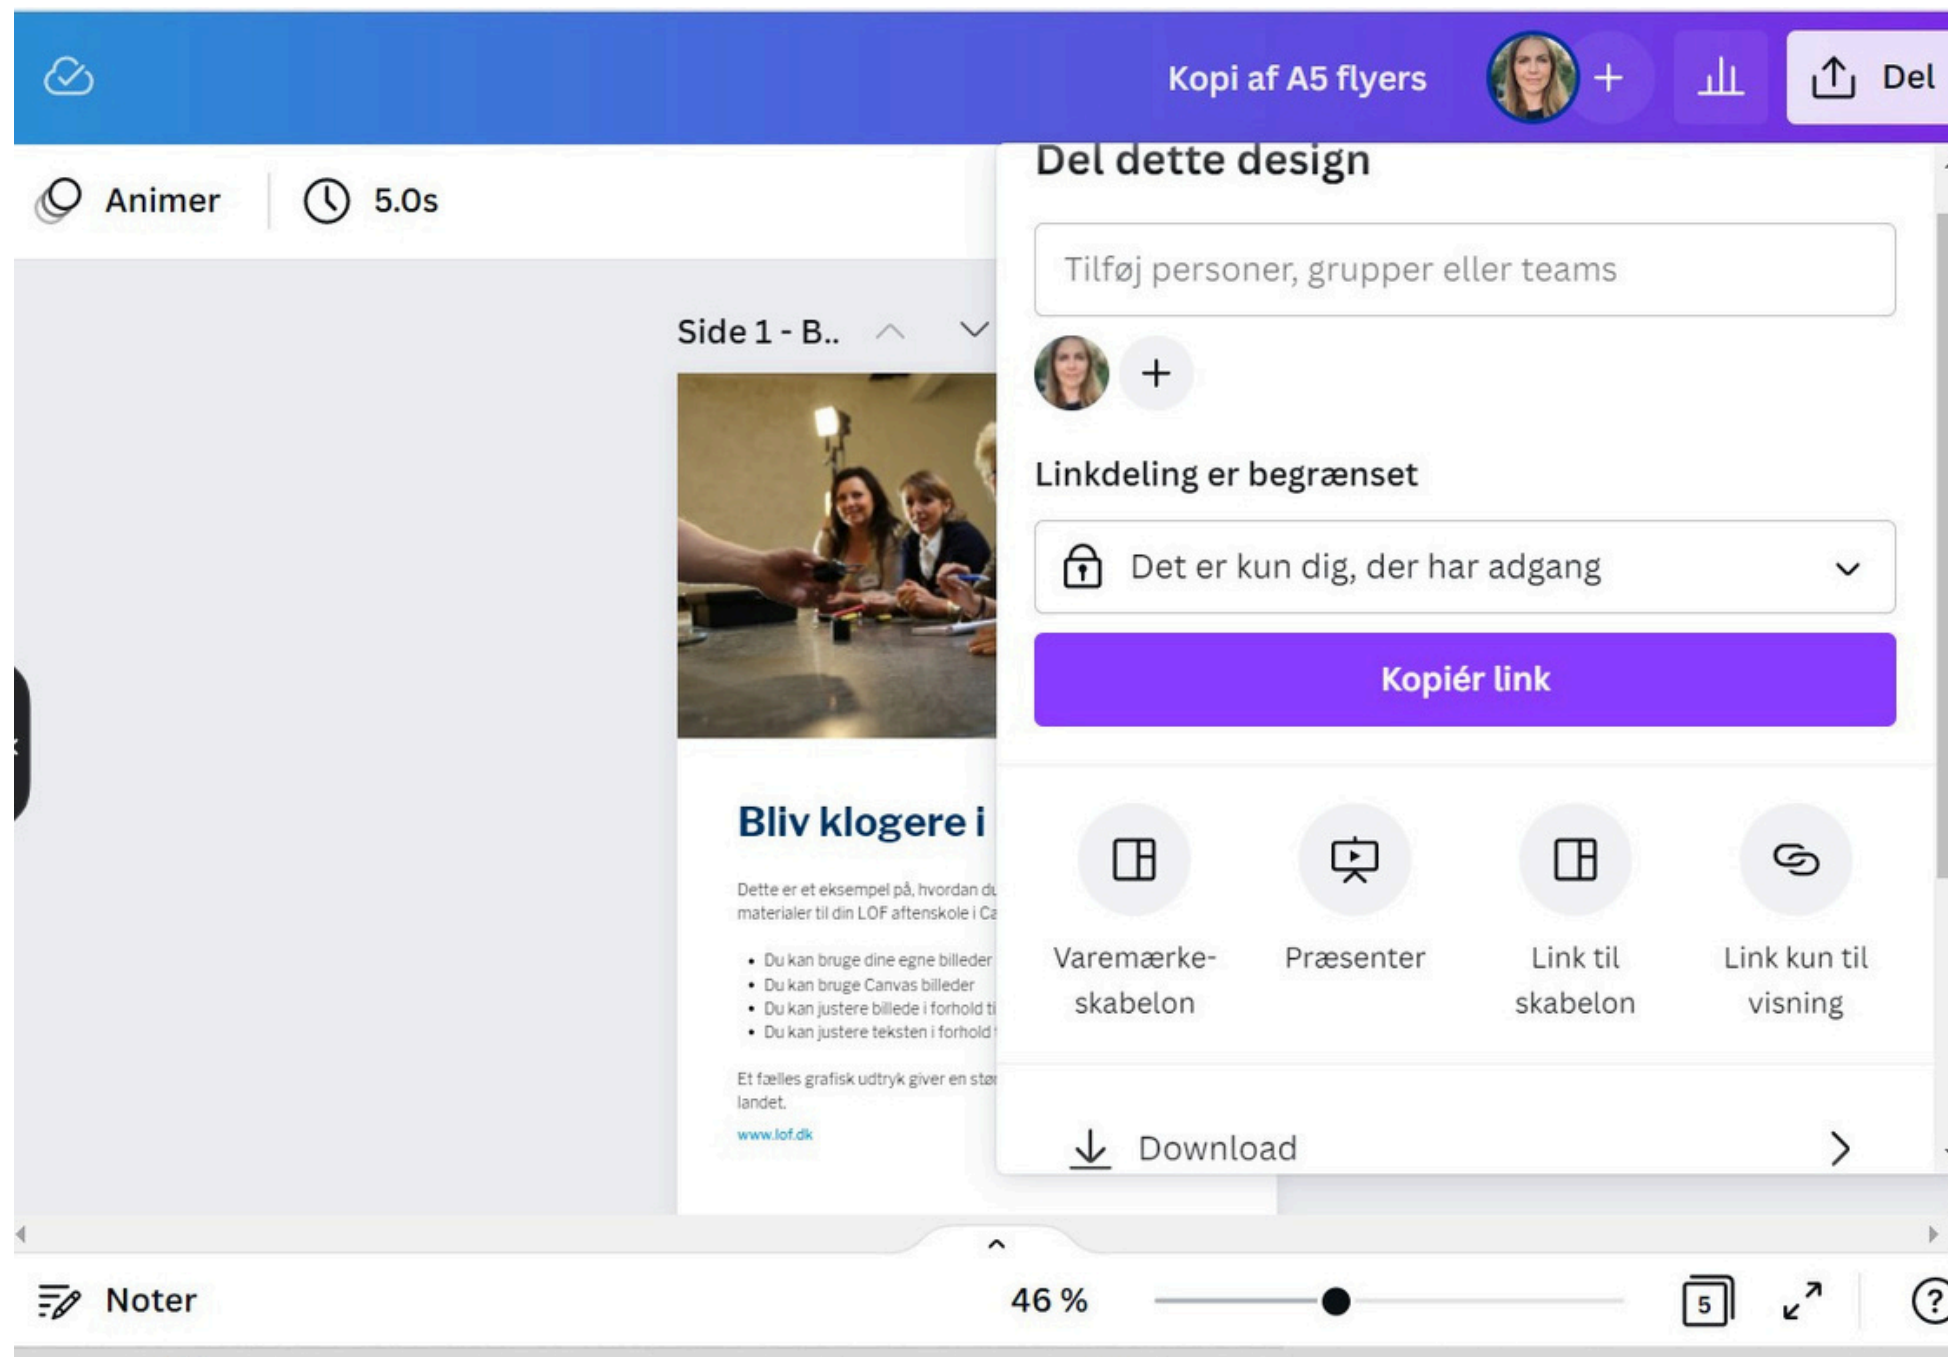 Kopi af A5 flyers
Del
Animer
5.0s
Del dette design
Tilføj personer, grupper eller teams
Side 1 - B..
Linkdeling er begrænset
Det er kun dig, der har adgang
Kopiér link
Bliv klogere i
Dette er et eksempel på, hvordan du
materialer til din LOF aftenskole i Ca
• Du kan bruge dine egne billeder
• Du kan bruge Canvas billeder
• Du kan justere billede i forhold ti
• Du kan justere teksten i forhold
Et fælles grafisk udtryk giver en stør
landet.
www.lof.dk
Varemærke-
skabelon
Præsenter
Link til
skabelon
Link kun til
visning
Download
Noter
46 %
5
?